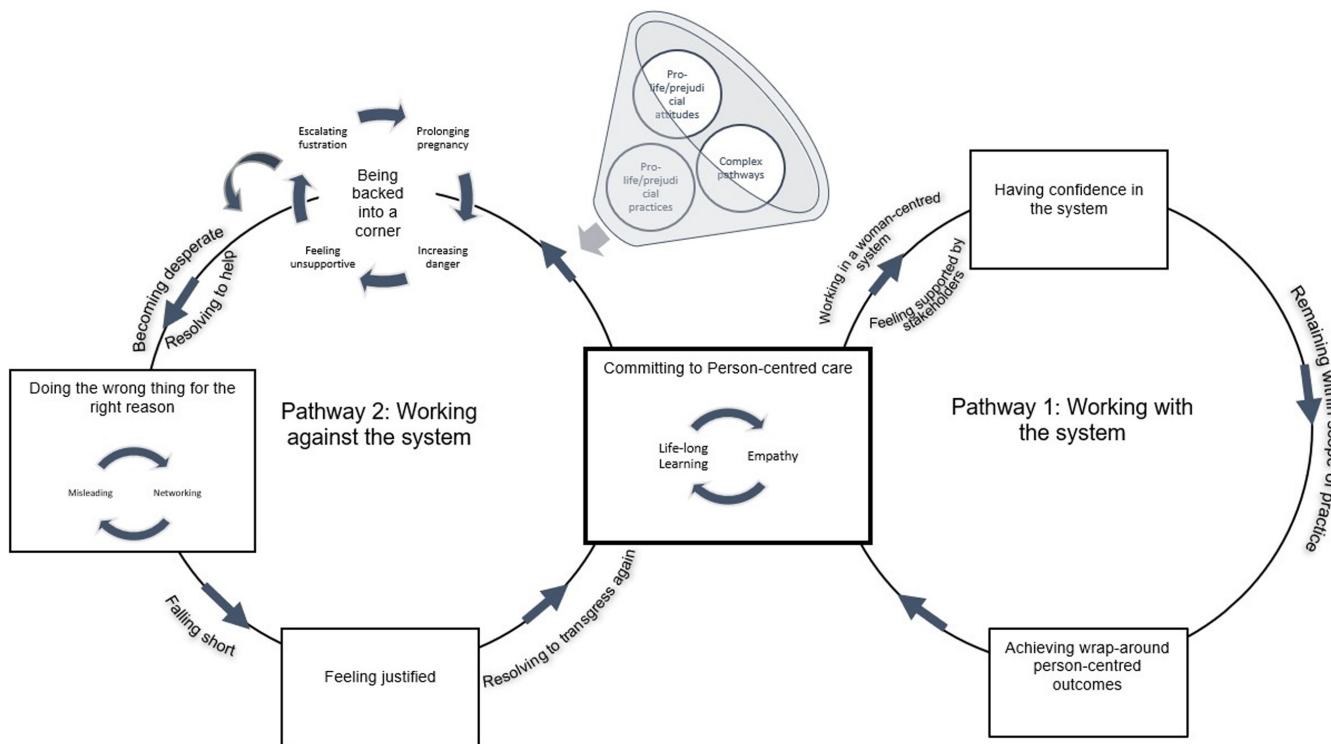 Pro-
life/prejudi
cial
attitudes
Complex
pathways
Pro-
life/prejudi
cial
practices
Escalating
fustration
Prolonging
pregnancy
Being
backed
into a
corner
Feeling
unsupportive
Increasing
danger
Becoming desperate
Resolving to help
Doing the wrong thing for the
right reason
Misleading
Networking
Pathway 2: Working
against the system
Falling short
Feeling justified
Resolving to transgress again
Committing to Person-centred care
Life-long
Learning
Empathy
Working in a woman-centred
system
Feeling supported by
stakeholders
Having confidence in
the system
Pathway 1: Working with
the system
Remaining within scope of practice
Achieving wrap-around
person-centred
outcomes